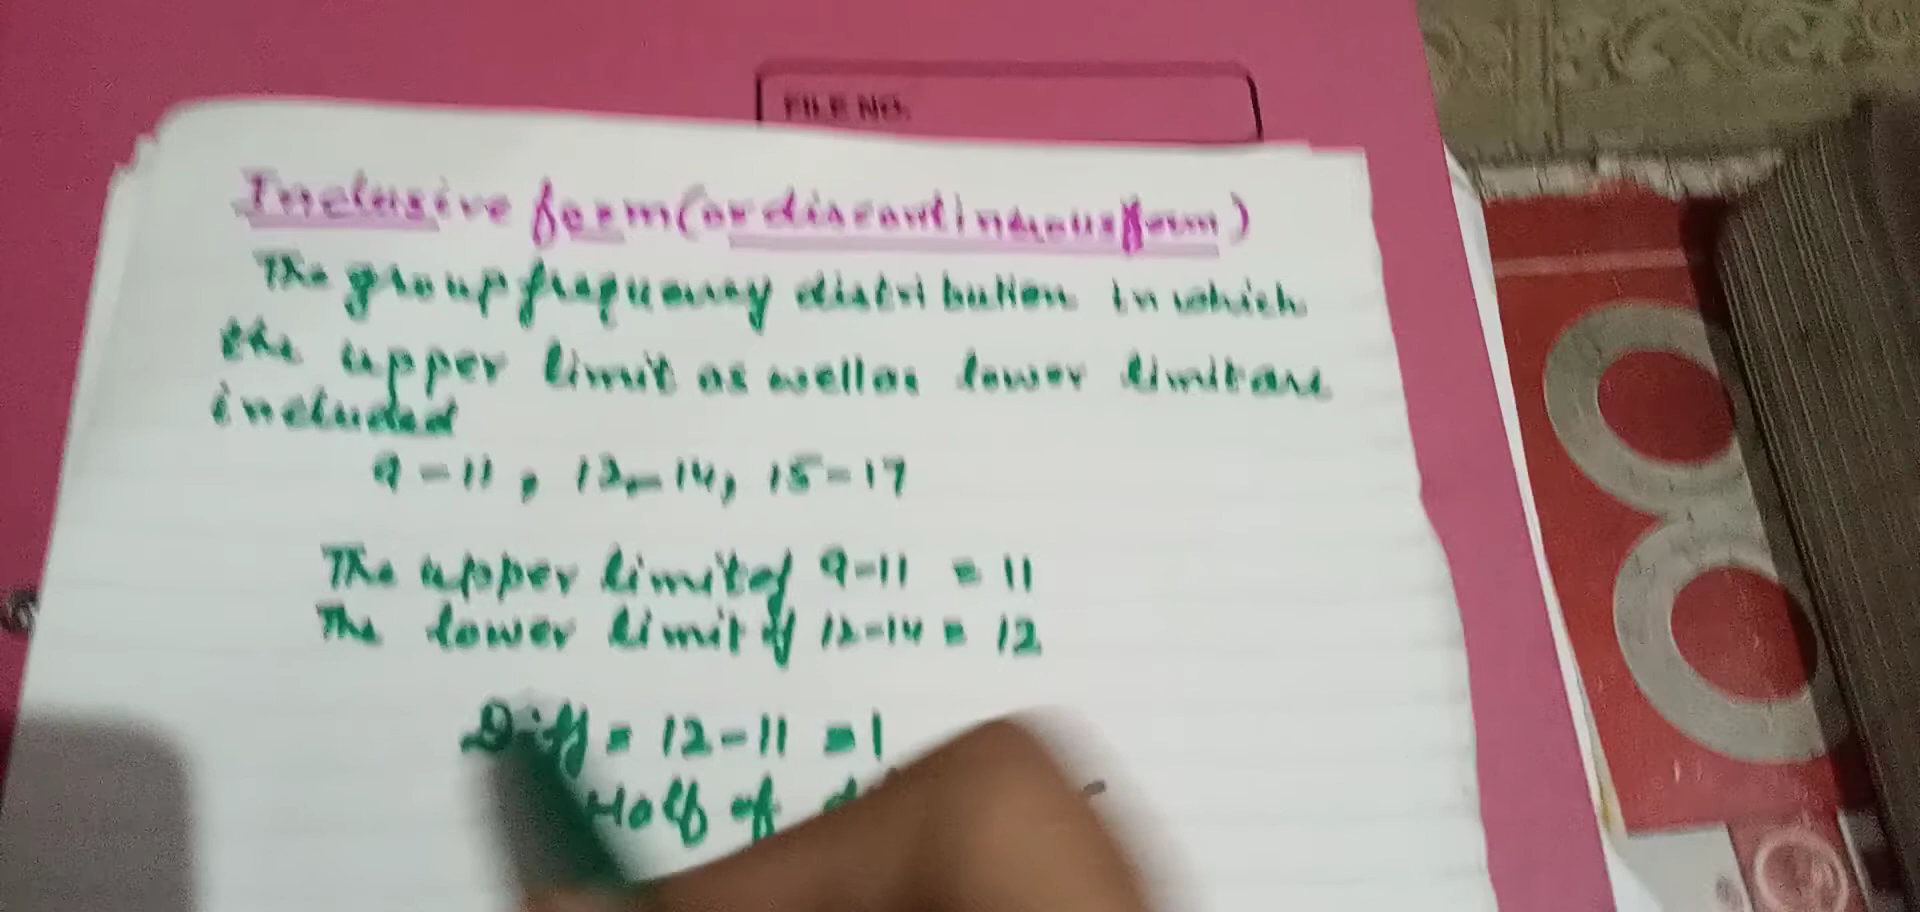 FILE NO.
Inclusive form (or discontinuous form)
The group frequency distribution in which
the upper limit as well as lower limit are
included
9-11, 12-14, 15-17
The upper limit of 9-11 = 11
The lower limit of 12-14 = 12
Diff = 12-11 = 1
Half of